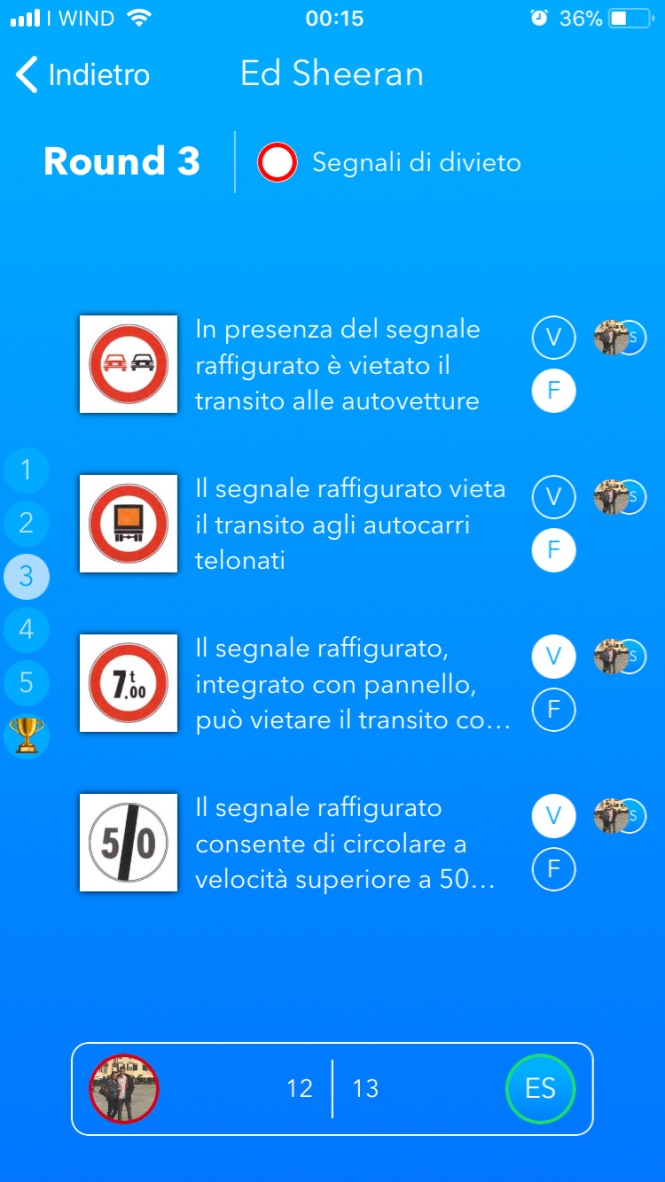 I WIND 00:15 36%
Indietro Ed Sheeran
Round 3 Segnali di divieto
In presenza del segnale
raffigurato è vietato il
transito alle autovetture
V
F
S
Il segnale raffigurato vieta
il transito agli autocarri
telonati
V
F
S
1
2
3
4
5
7,00 t
Il segnale raffigurato,
integrato con pannello,
può vietare il transito co...
V
F
S
50
Il segnale raffigurato
consente di circolare a
velocità superiore a 50...
V
F
S
12 13 ES